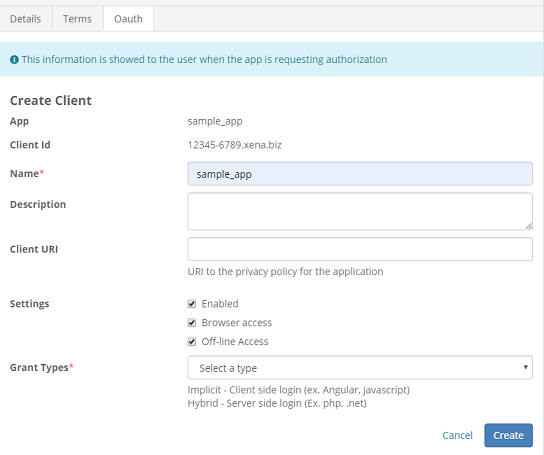 Details Terms Oauth
This information is showed to the user when the app is requesting authorization
Create Client
App sample_app
Client Id 12345-6789.xena.biz
Name* sample_app
Description
Client URI
URI to the privacy policy for the application
Settings Enabled
Browser access
Off-line Access
Grant Types* Select a type
Implicit - Client side login (ex. Angular, javascript)
Hybrid - Server side login (Ex. php, .net)
Cancel Create